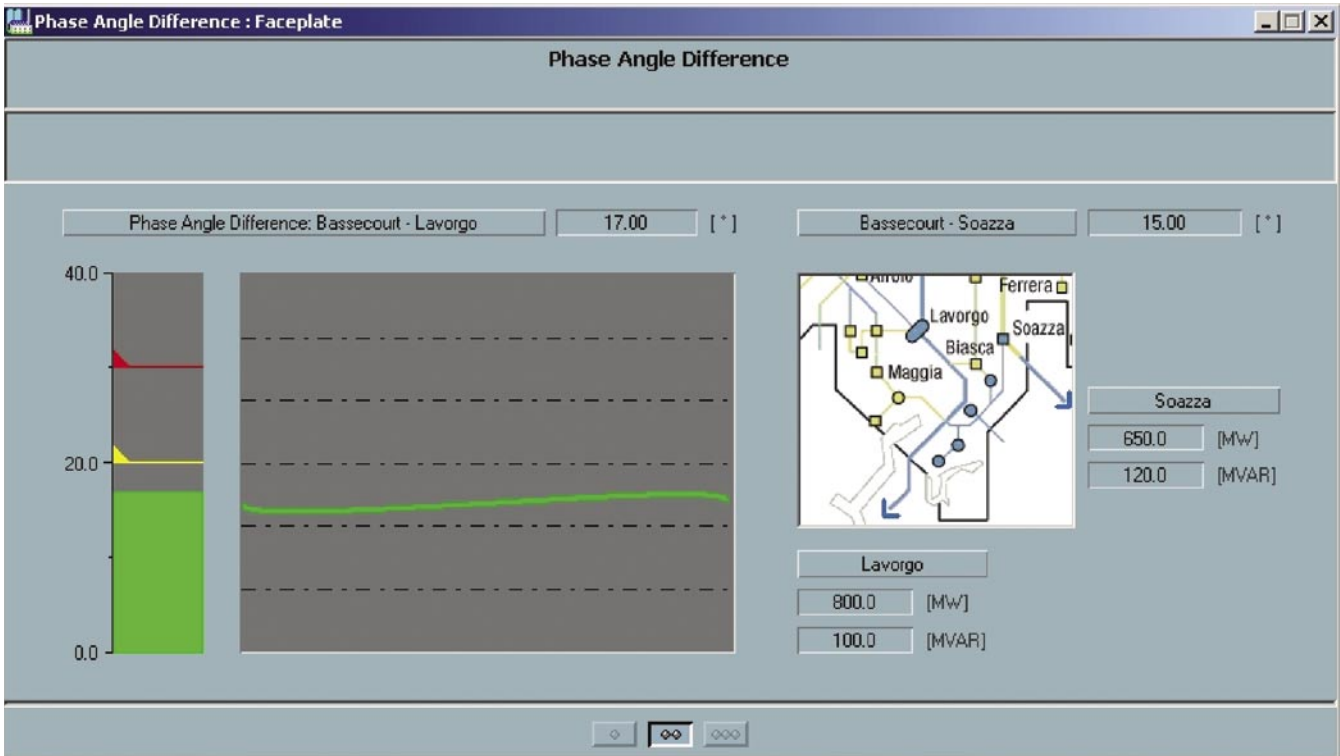 Phase Angle Difference : Faceplate
Phase Angle Difference
Phase Angle Difference: Bassecourt - Lavorgo 17.00 [°]
Bassecourt - Soazza 15.00 [°]
40.0
20.0
0.0
Airolo
Ferrera
Lavorgo
Soazza
Biasca
Maggia
Soazza
650.0 [MW]
120.0 [MVAR]
Lavorgo
800.0 [MW]
100.0 [MVAR]